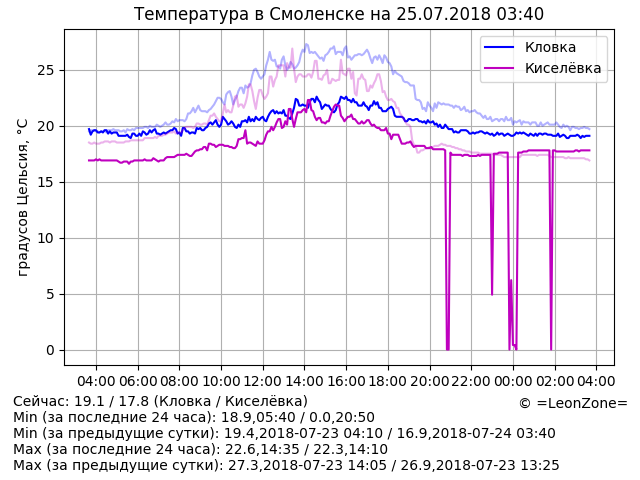 Температура в Смоленске на 25.07.2018 03:40
Кловка
Киселёвка
градусов Цельсия, °C
25
20
15
10
5
0
04:00 06:00 08:00 10:00 12:00 14:00 16:00 18:00 20:00 22:00 00:00 02:00 04:00
Сейчас: 19.1 / 17.8 (Кловка / Киселёвка)
© =LeonZone=
Min (за последние 24 часа): 18.9,05:40 / 0.0,20:50
Min (за предыдущие сутки): 19.4,2018-07-23 04:10 / 16.9,2018-07-24 03:40
Max (за последние 24 часа): 22.6,14:35 / 22.3,14:10
Max (за предыдущие сутки): 27.3,2018-07-23 14:05 / 26.9,2018-07-23 13:25